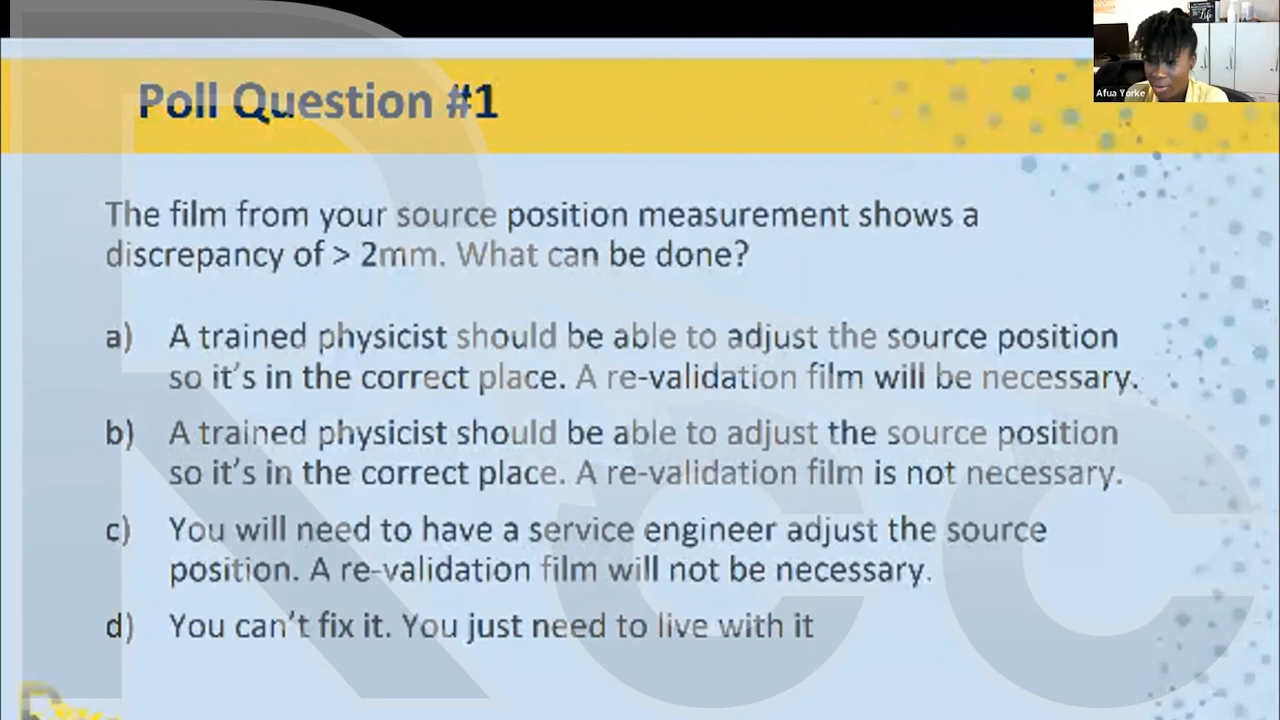 Poll Question #1
Afua Yorke
The film from your source position measurement shows a
discrepancy of > 2mm. What can be done?
a) A trained physicist should be able to adjust the source position
so it's in the correct place. A re-validation film will be necessary.
b) A trained physicist should be able to adjust the source position
so it's in the correct place. A re-validation film is not necessary.
c) You will need to have a service engineer adjust the source
position. A re-validation film will not be necessary.
d) You can't fix it. You just need to live with it
Rcc
Life